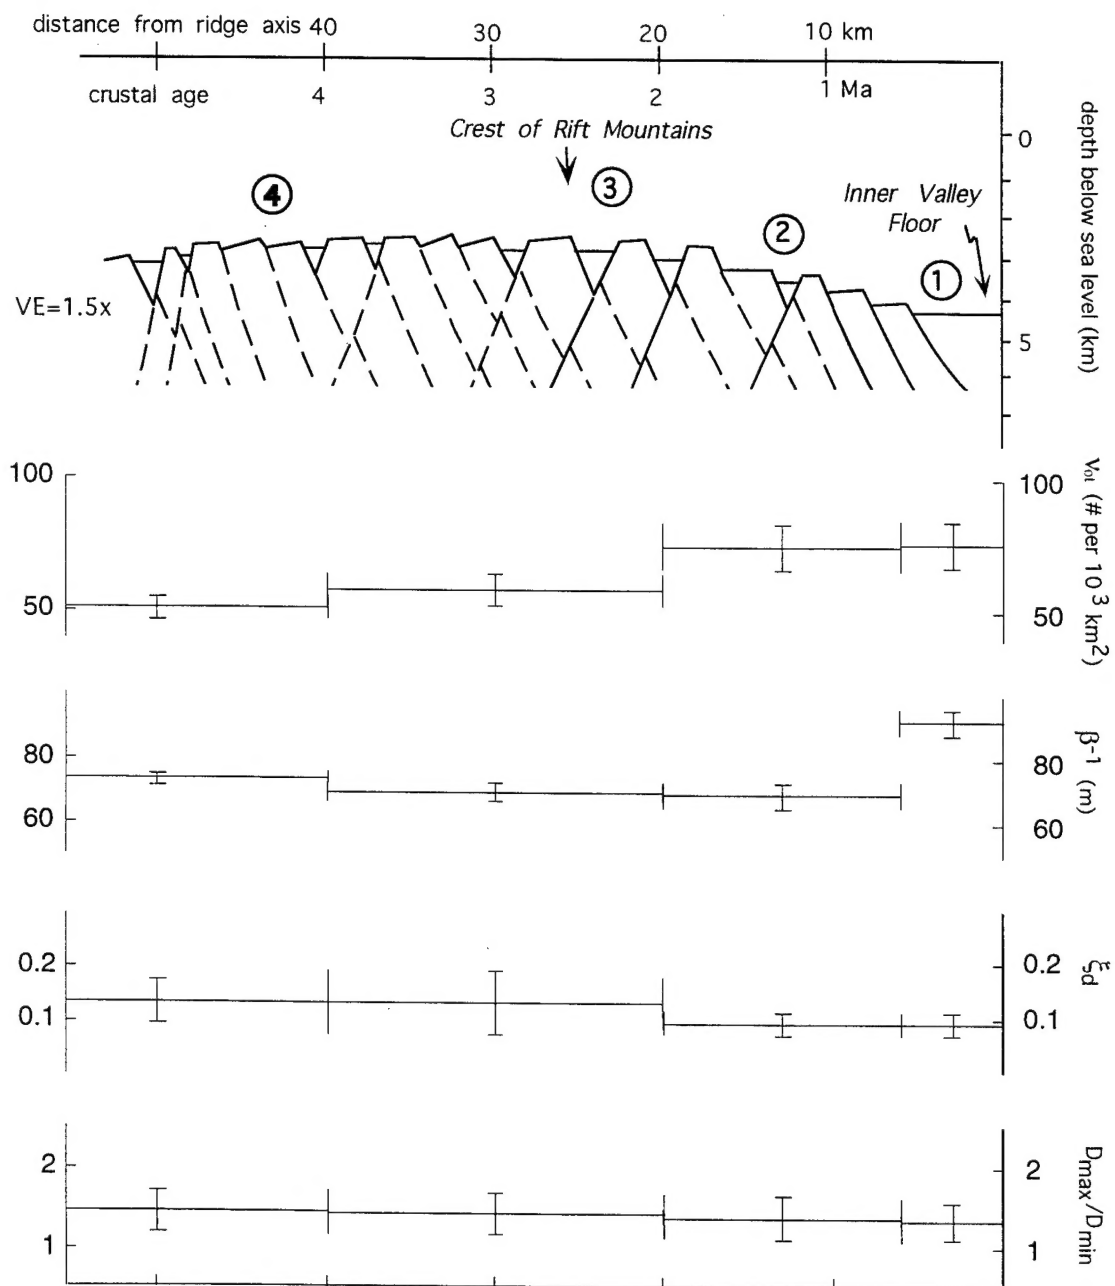 distance from ridge axis 40 30 20 10 km
crustal age 4 3 2 1 Ma
Crest of Rift Mountains
0
4
3
Inner Valley
Floor
2
1
VE=1.5x
5
depth below sea level (km)
100
50
100
50
νο₁ (# per 10³ km²)
80
60
80
60
β⁻¹ (m)
0.2
0.1
0.2
0.1
ξd
2
1
2
1
Dmax/Dmin